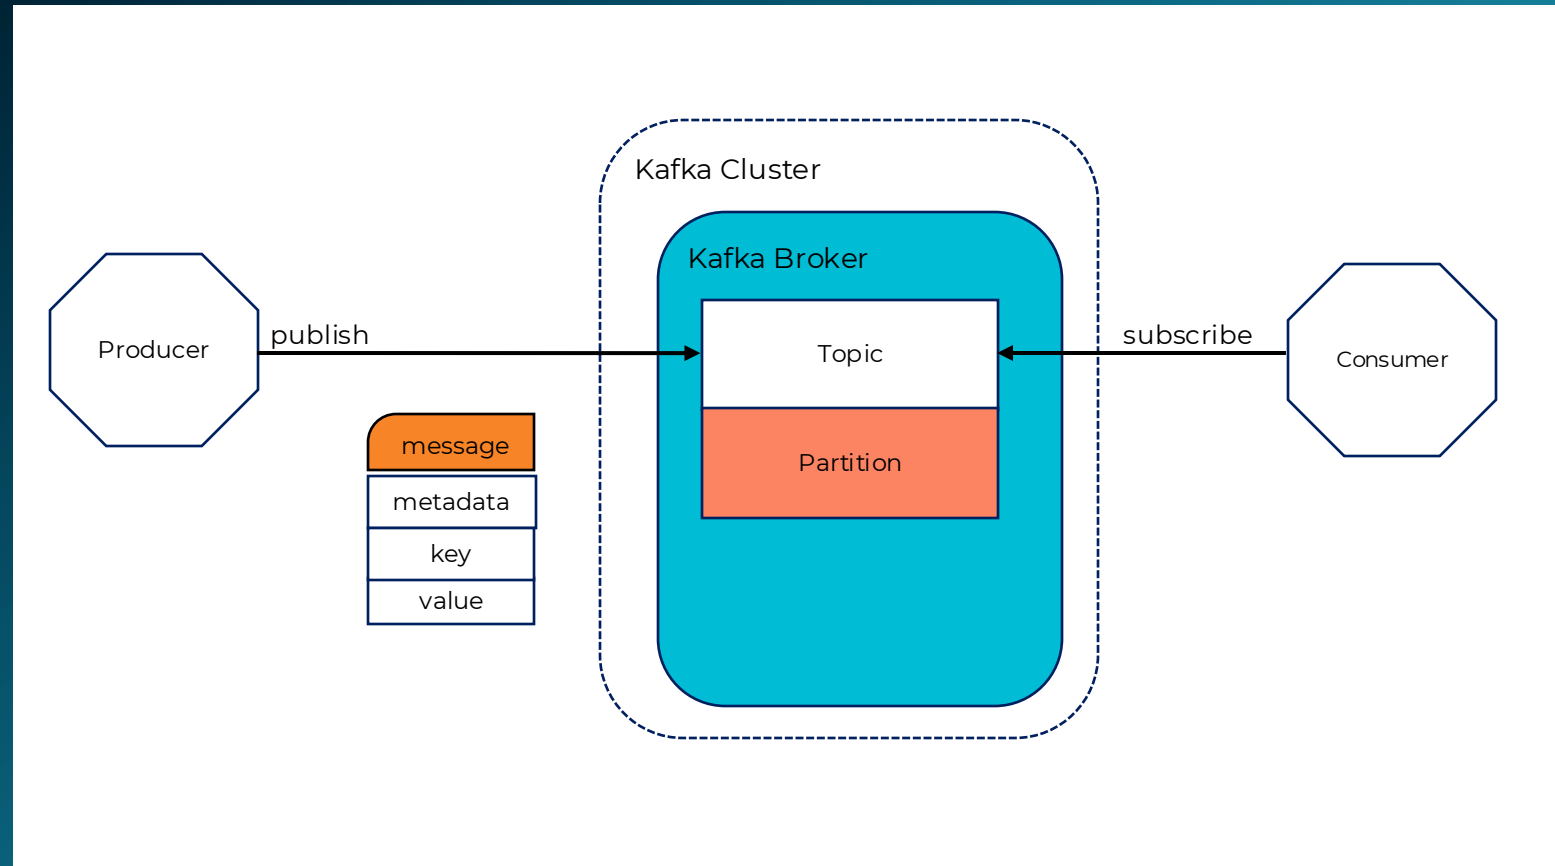 Kafka Cluster
Kafka Broker
Producer
publish
Topic
subscribe
Consumer
message
metadata
key
value
Partition